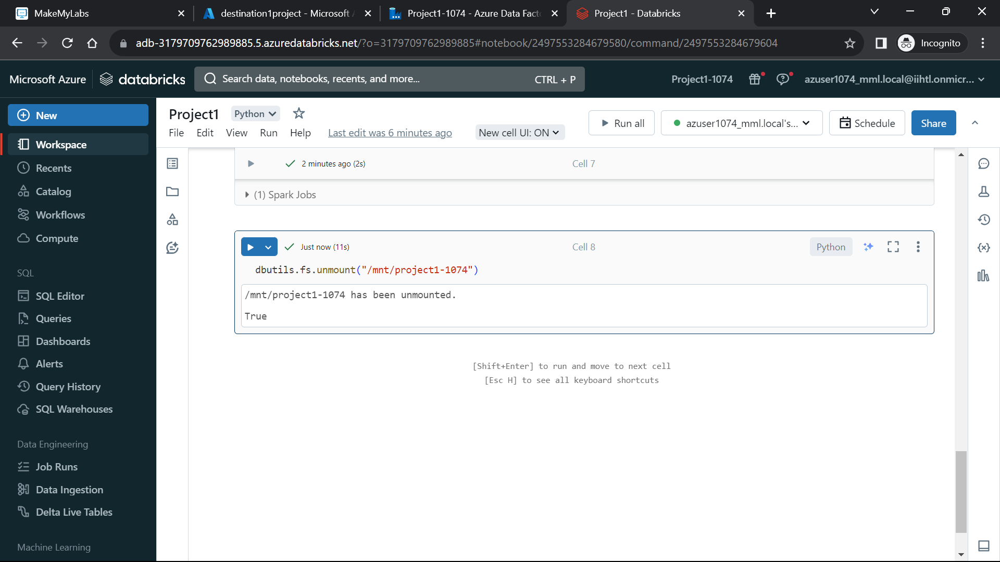 MakeMyLabs
destination1project - Microsoft
Project1-1074 - Azure Data Fact
Project1 - Databricks
adb-3179709762989885.5.azuredatabricks.net/?o=3179709762989885#notebook/2497553284679580/command/2497553284679604
Incognito
Microsoft Azure
databricks
Search data, notebooks, recents, and more...
CTRL + P
Project1-1074
azuser1074_mml.local@iihtl.onmicr...
New
Workspace
Recents
Catalog
Workflows
Compute
SQL
SQL Editor
Queries
Dashboards
Alerts
Query History
SQL Warehouses
Data Engineering
Job Runs
Data Ingestion
Delta Live Tables
Machine Learning
Project1
Python
File
Edit
View
Run
Help
Last edit was 6 minutes ago
New cell UI: ON
Run all
azuser1074_mml.local's...
Schedule
Share
2 minutes ago (2s)
Cell 7
(1) Spark Jobs
Just now (11s)
Cell 8
Python
dbutils.fs.unmount("/mnt/project1-1074")
/mnt/project1-1074 has been unmounted.
True
[Shift+Enter] to run and move to next cell
[Esc H] to see all keyboard shortcuts